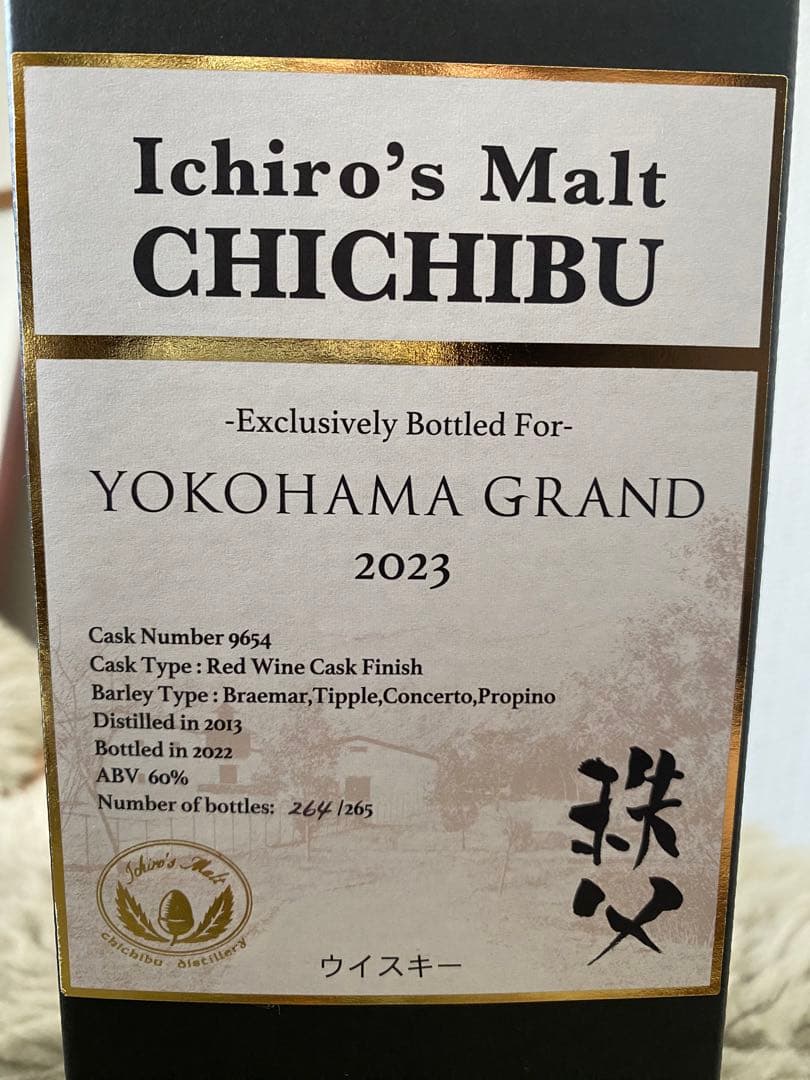 Ichiro's Malt
CHICHIBU
-Exclusively Bottled For-
YOKOHAMA GRAND
2023
Cask Number 9654
Cask Type : Red Wine Cask Finish
Barley Type : Braemar,Tipple,Concerto,Propino
Distilled in 2013
Bottled in 2022
ABV 60%
Number of bottles: 264/265
秩父
Ichiro's Malt
chichibu distillery
ウイスキー